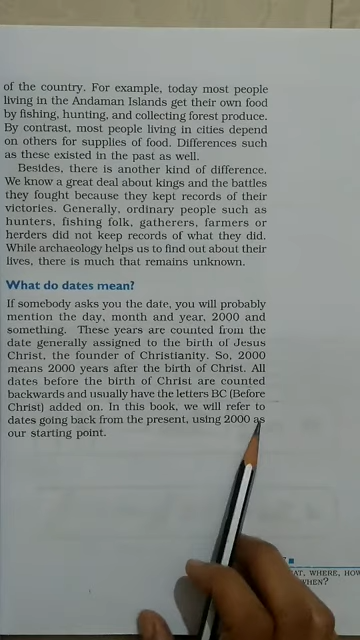 of the country. For example, today most people
living in the Andaman Islands get their own food
by fishing, hunting, and collecting forest produce.
By contrast, most people living in cities depend
on others for supplies of food. Differences such
as these existed in the past as well.
Besides, there is another kind of difference.
We know a great deal about kings and the battles
they fought because they kept records of their
victories. Generally, ordinary people such as
hunters, fishing folk, gatherers, farmers or
herders did not keep records of what they did.
While archaeology helps us to find out about their
lives, there is much that remains unknown.
What do dates mean?
If somebody asks you the date, you will probably
mention the day, month and year, 2000 and
something. These years are counted from the
date generally assigned to the birth of Jesus
Christ, the founder of Christianity. So, 2000
means 2000 years after the birth of Christ. All
dates before the birth of Christ are counted
backwards and usually have the letters BC (Before
Christ) added on. In this book, we will refer to
dates going back from the present, using 2000 as
our starting point.
WHERE, HOW
WHEN?